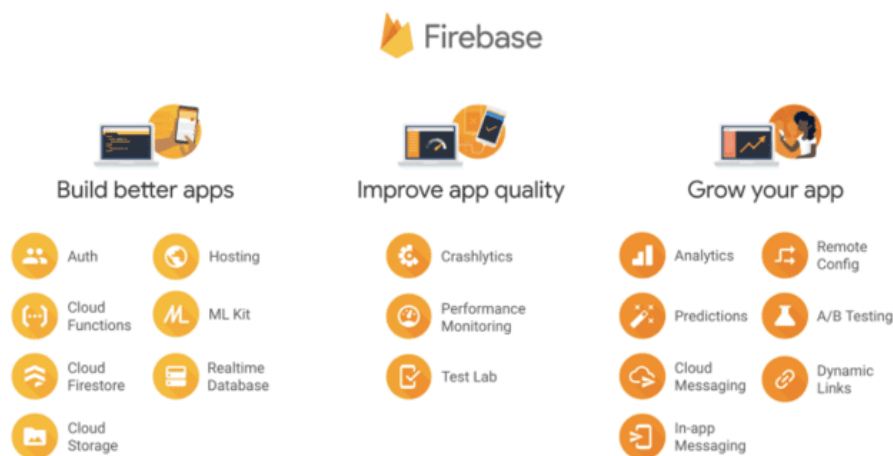 Firebase
Build better apps
Improve app quality
Grow your app
Auth
Hosting
Cloud
Functions
ML Kit
Cloud
Firestore
Realtime
Database
Cloud
Storage
Crashlytics
Performance
Monitoring
Test Lab
Analytics
Remote
Config
Predictions
A/B Testing
Cloud
Messaging
Dynamic
Links
In-app
Messaging